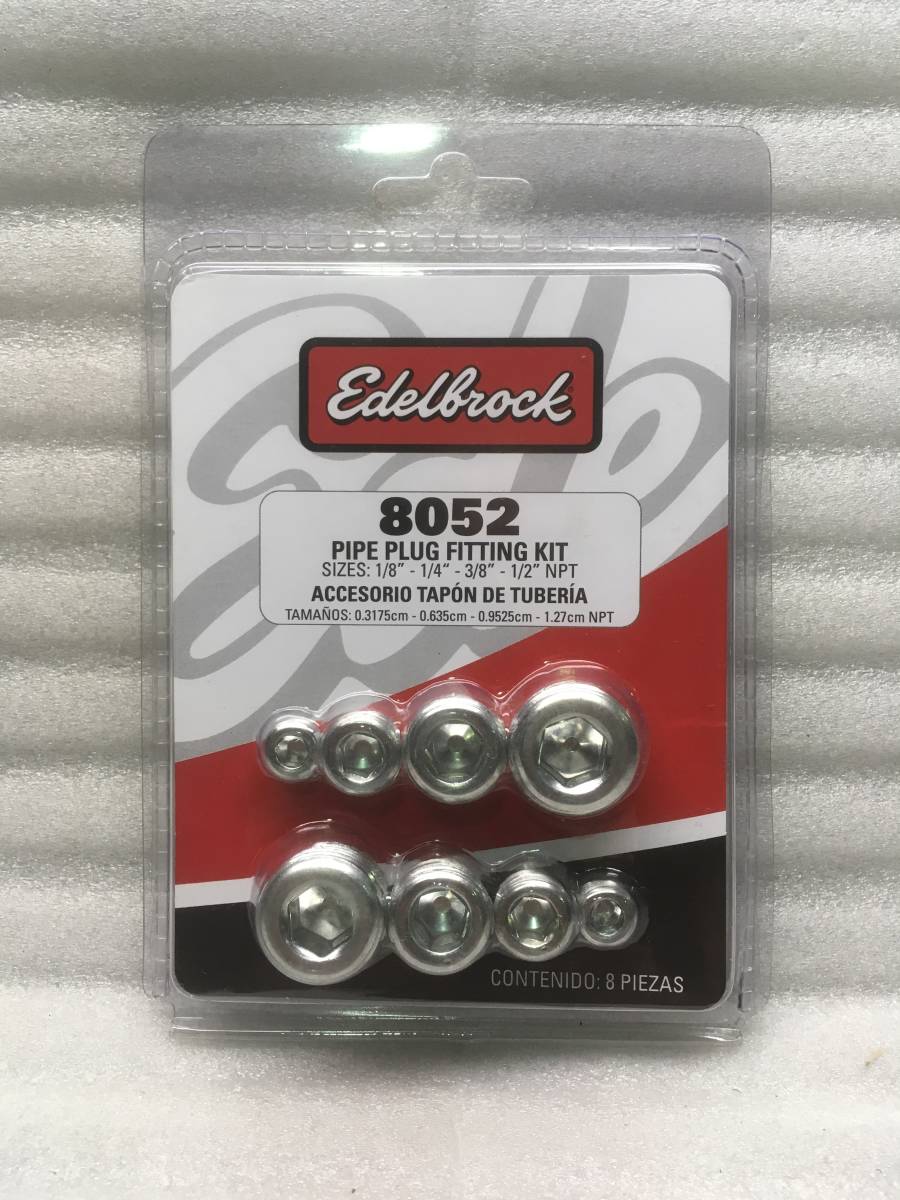 Edelbrock
8052
PIPE PLUG FITTING KIT
SIZES: 1/8” - 1/4“ - 3/8” - 1/2” NPT
ACCESORIO TAPÓN DE TUBERÍA
TAMAÑOS: 0.3175cm - 0.635cm - 0.9525cm - 1.27cm NPT
CONTENIDO: 8 PIEZAS